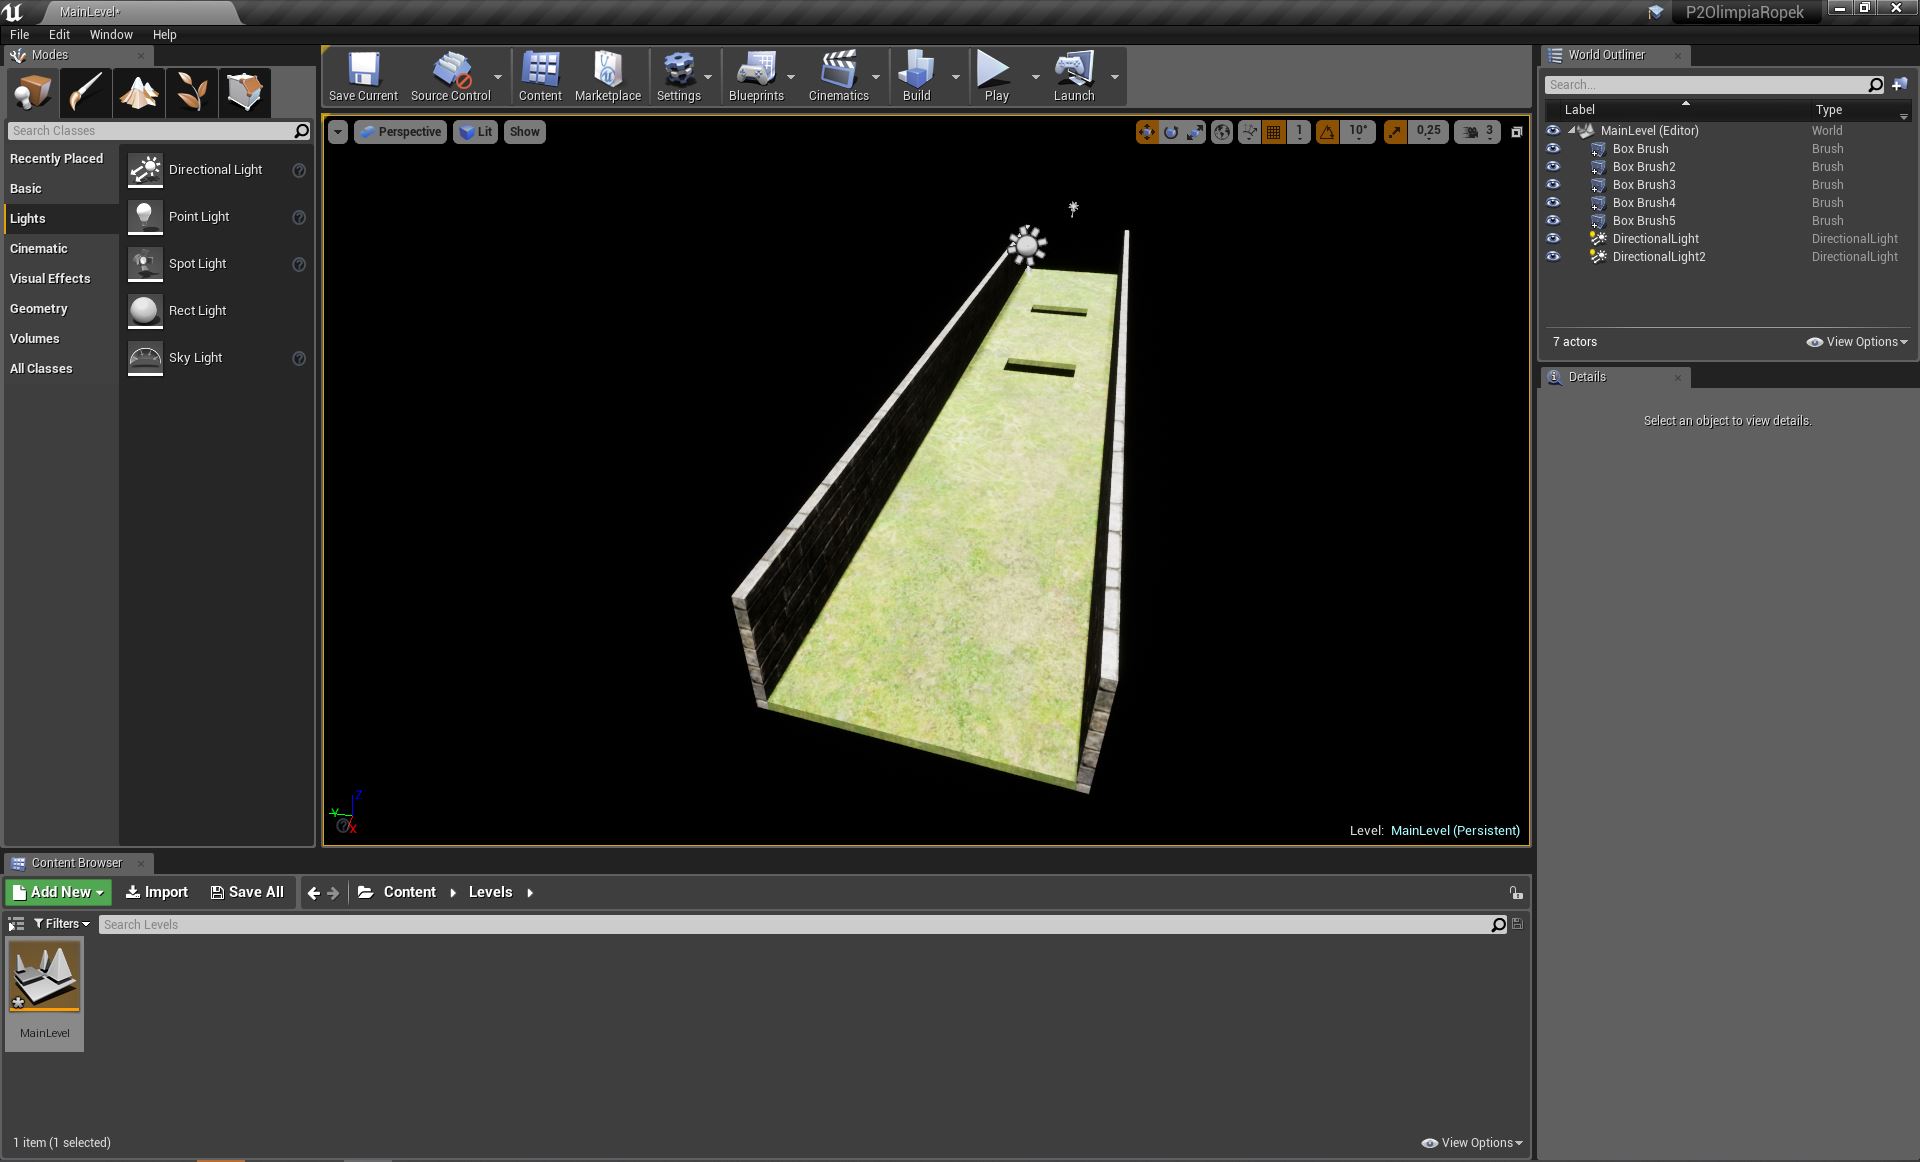 MainLevel*
P2OlimpiaRopek
File Edit Window Help
Modes
Search Classes
Recently Placed
Basic
Lights
Cinematic
Visual Effects
Geometry
Volumes
All Classes
Directional Light
Point Light
Spot Light
Rect Light
Sky Light
Save Current
Source Control
Content
Marketplace
Settings
Blueprints
Cinematics
Build
Play
Launch
Perspective
Lit
Show
1
10°
0,25
3
Z
Y
X
Level: MainLevel (Persistent)
World Outliner
Search...
Label Type
MainLevel (Editor) World
Box Brush Brush
Box Brush2 Brush
Box Brush3 Brush
Box Brush4 Brush
Box Brush5 Brush
DirectionalLight DirectionalLight
DirectionalLight2 DirectionalLight
7 actors
View Options
Details
Select an object to view details.
Content Browser
Add New
Import
Save All
Content
Levels
Filters
Search Levels
MainLevel
1 item (1 selected)
View Options